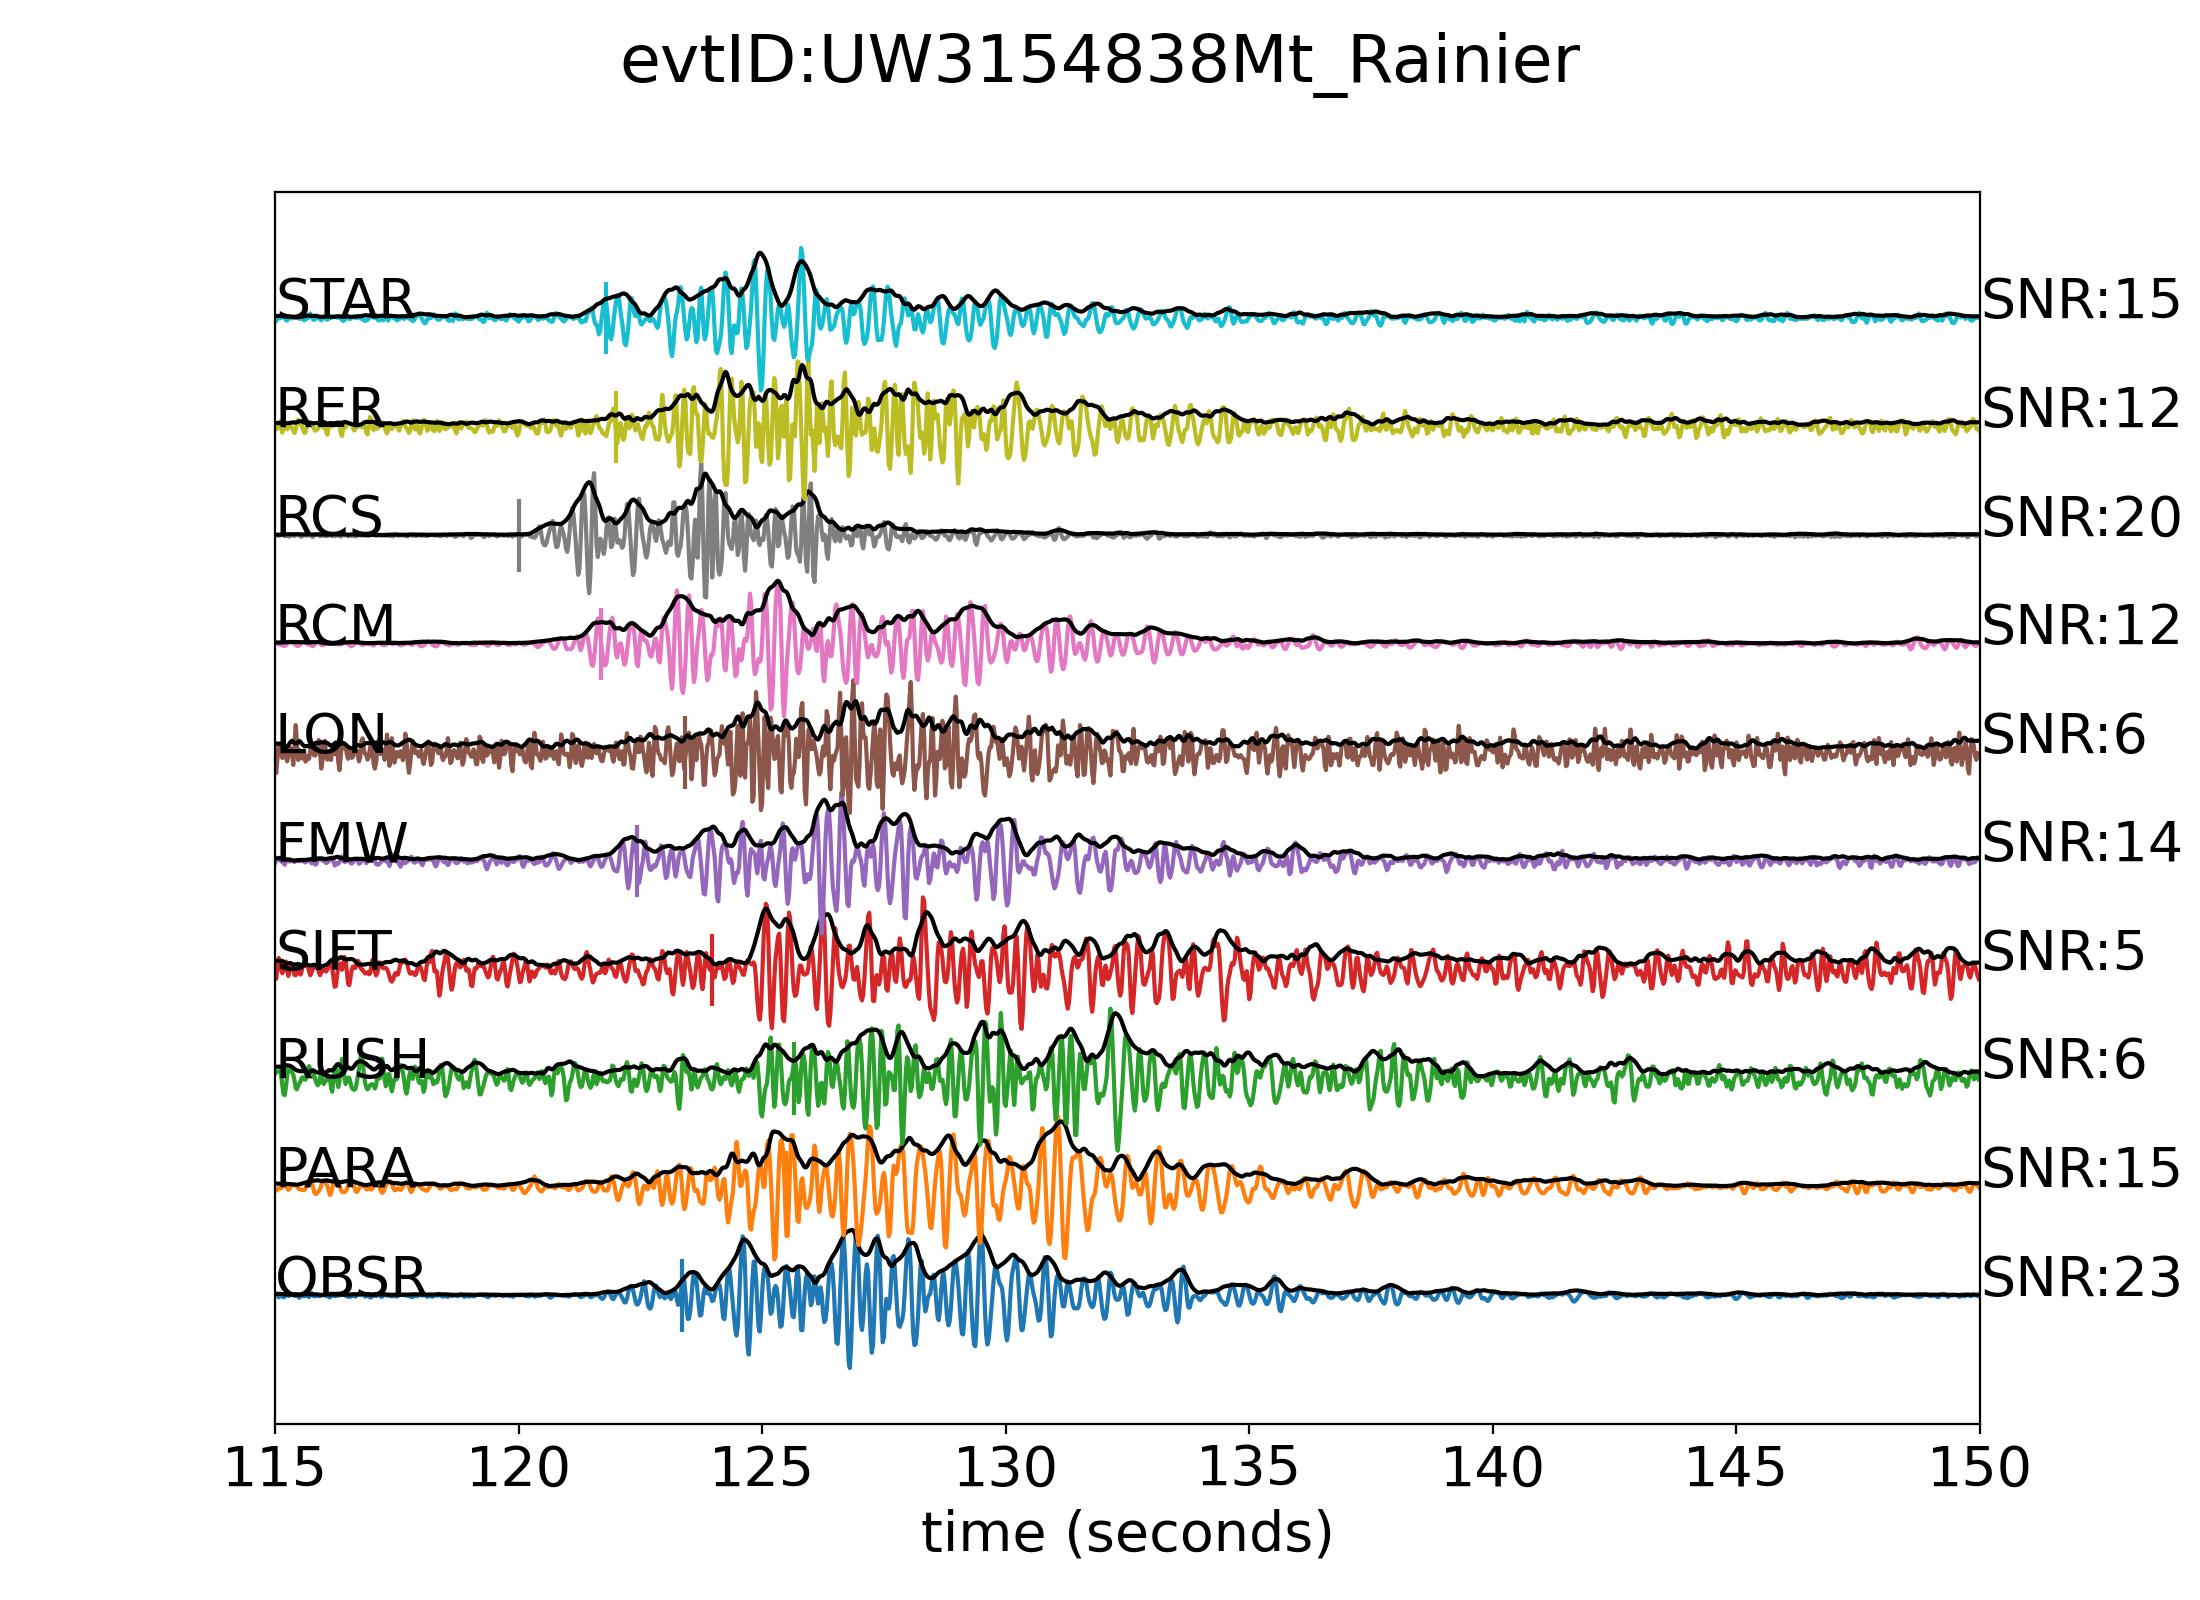 evtID:UW3154838Mt_Rainier
STAR SNR:15
RER SNR:12
RCS SNR:20
RCM SNR:12
LON SNR:6
FMW SNR:14
SIFT SNR:5
RUSH SNR:6
PARA SNR:15
OBSR SNR:23
115 120 125 130 135 140 145 150
time (seconds)